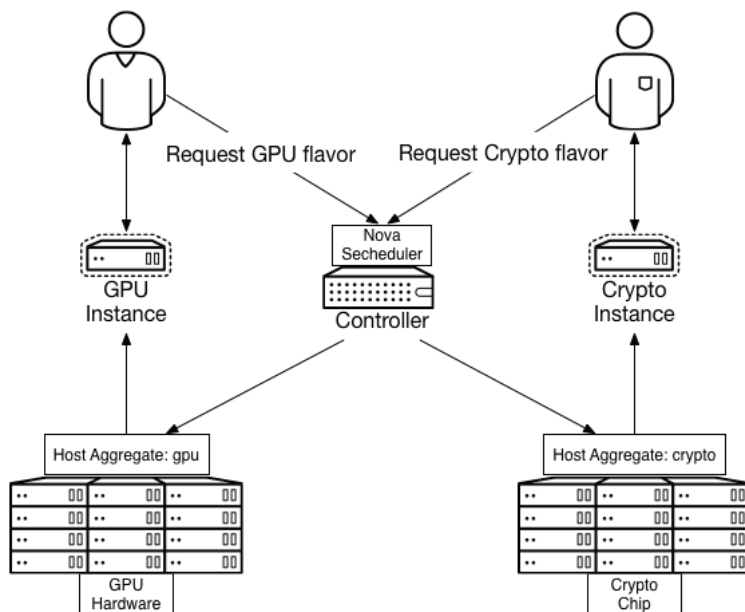 Request GPU flavor
Request Crypto flavor
Nova
Secheduler
Controller
GPU
Instance
Crypto
Instance
Host Aggregate: gpu
Host Aggregate: crypto
GPU
Hardware
Crypto
Chip